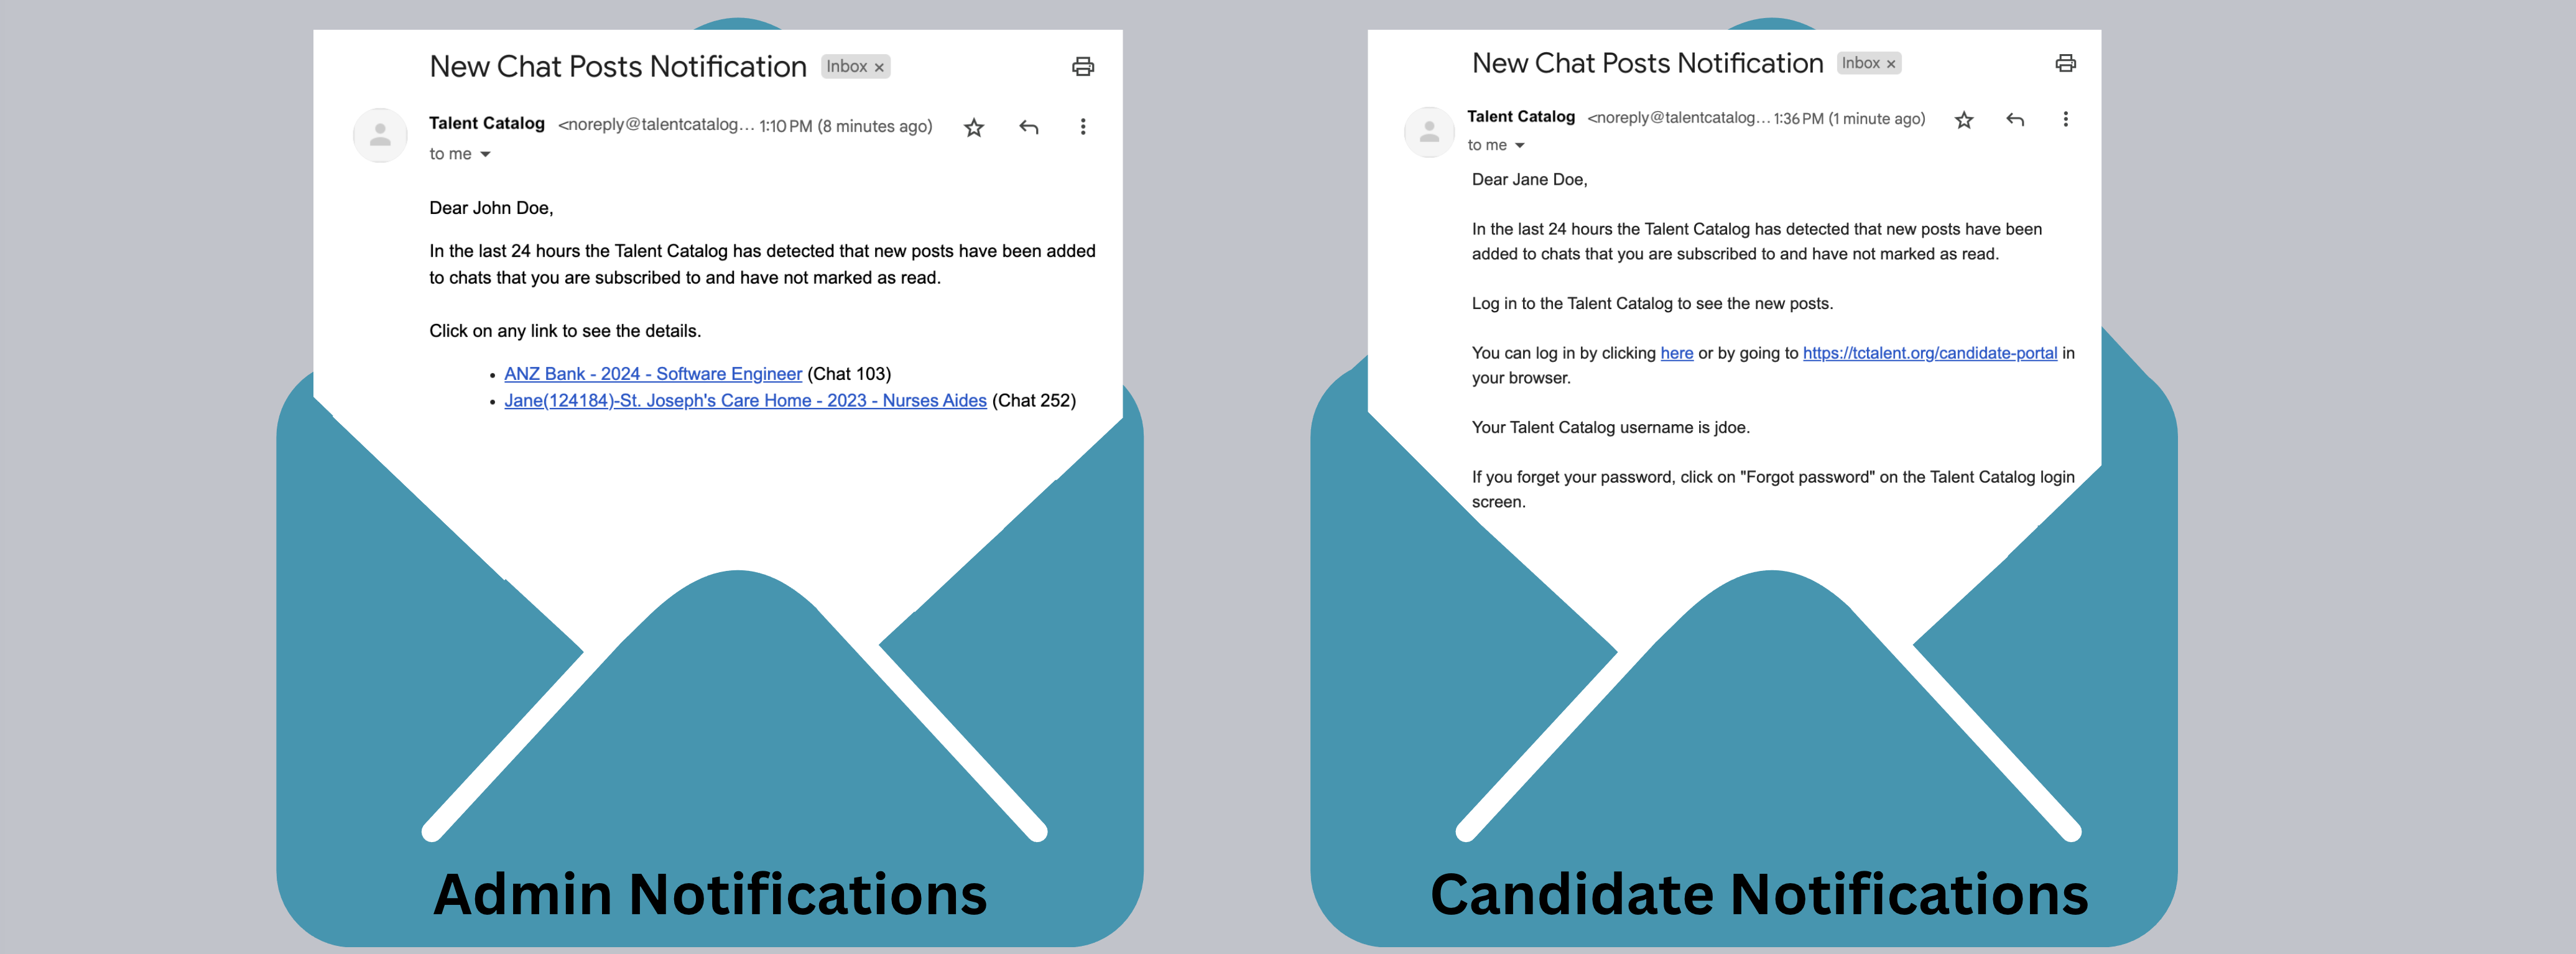 New Chat Posts Notification Inbox ×
Talent Catalog <noreply@talentcatalog... 1:10 PM (8 minutes ago)
to me
Dear John Doe,
In the last 24 hours the Talent Catalog has detected that new posts have been added
to chats that you are subscribed to and have not marked as read.
Click on any link to see the details.
• ANZ Bank - 2024 - Software Engineer (Chat 103)
• Jane(124184)-St. Joseph's Care Home - 2023 - Nurses Aides (Chat 252)
Admin Notifications
New Chat Posts Notification Inbox ×
Talent Catalog <noreply@talentcatalog... 1:36 PM (1 minute ago)
to me
Dear Jane Doe,
In the last 24 hours the Talent Catalog has detected that new posts have been
added to chats that you are subscribed to and have not marked as read.
Log in to the Talent Catalog to see the new posts.
You can log in by clicking here or by going to https://tctalent.org/candidate-portal in
your browser.
Your Talent Catalog username is jdoe.
If you forget your password, click on "Forgot password" on the Talent Catalog login
screen.
Candidate Notifications